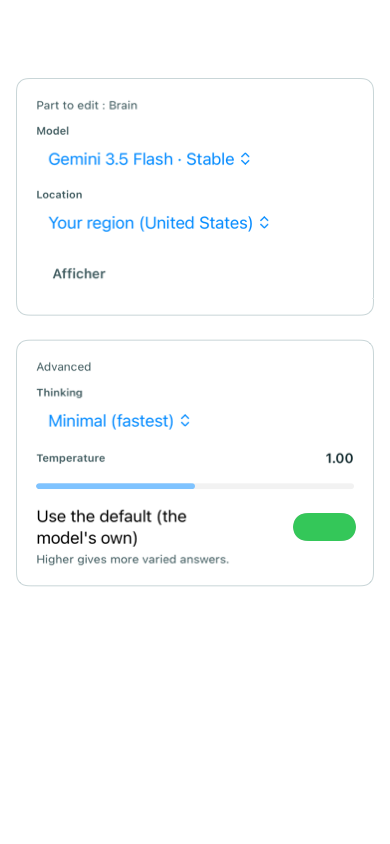 Part to edit : Brain
Model
Gemini 3.5 Flash · Stable
Location
Your region (United States)
Afficher
Advanced
Thinking
Minimal (fastest)
Temperature
1.00
Use the default (the
model's own)
Higher gives more varied answers.